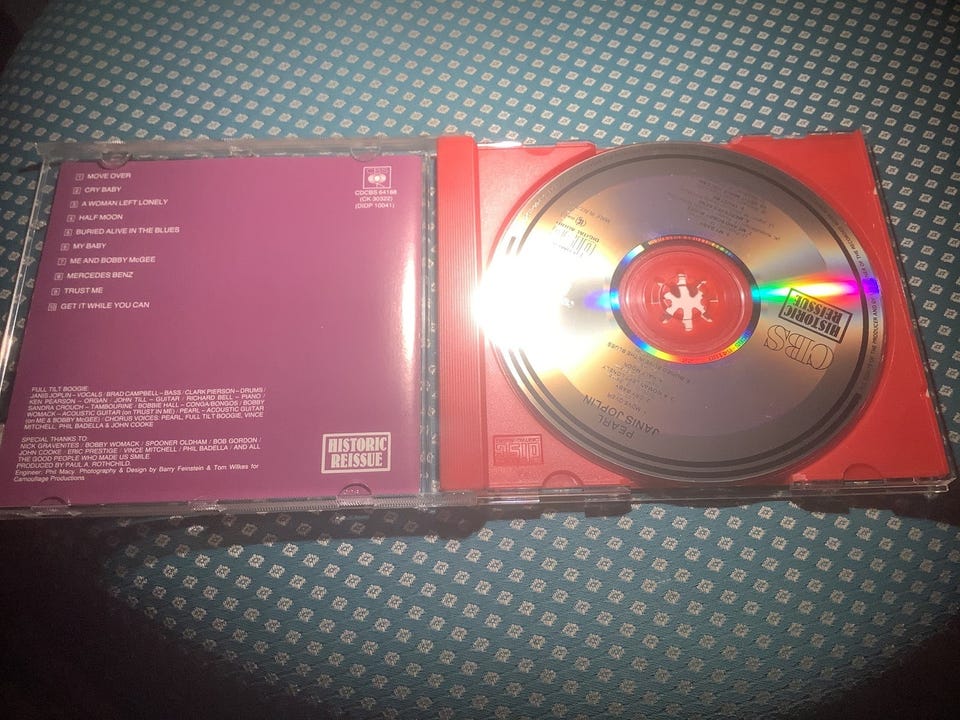 1 MOVE OVER
2 CRY BABY
3 A WOMAN LEFT LONELY
4 HALF MOON
5 BURIED ALIVE IN THE BLUES
6 MY BABY
7 ME AND BOBBY McGEE
8 MERCEDES BENZ
9 TRUST ME
10 GET IT WHILE YOU CAN
CDCBS 64188
(CK 30322)
(DIDP 10041)
FULL TILT BOOGIE:
JANIS JOPLIN – VOCALS / BRAD CAMPBELL – BASS / CLARK PIERSON – DRUMS /
KEN PEARSON – ORGAN / JOHN TILL – GUITAR / RICHARD BELL – PIANO /
SANDRA CROUCH – TAMBOURINE / BOBBIE HALL – CONGA/BONGOS / BOBBY
WOMACK – ACOUSTIC GUITAR (on TRUST IN ME) / PEARL – ACOUSTIC GUITAR
(on ME & BOBBY McGEE) / CHORUS VOICES: PEARL, FULL TILT BOOGIE, VINCE
MITCHELL, PHIL BADELLA & JOHN COOKE
SPECIAL THANKS TO:
NICK GRAVENITES / BOBBY WOMACK / SPOONER OLDHAM / BOB GORDON /
JOHN COOKE / ERIC PRESTIGE / VINCE MITCHELL / PHIL BADELLA / AND ALL
THE GOOD PEOPLE WHO MADE US SMILE
PRODUCED BY PAUL A. ROTHCHILD.
Engineer: Phil Macy. Photography & Design by Barry Feinstein & Tom Wilkes for
Camouflage Productions
HISTORIC
REISSUE
CBS
HISTORIC
REISSUE
PEARL
JANIS JOPLIN
MOVE OVER
disc